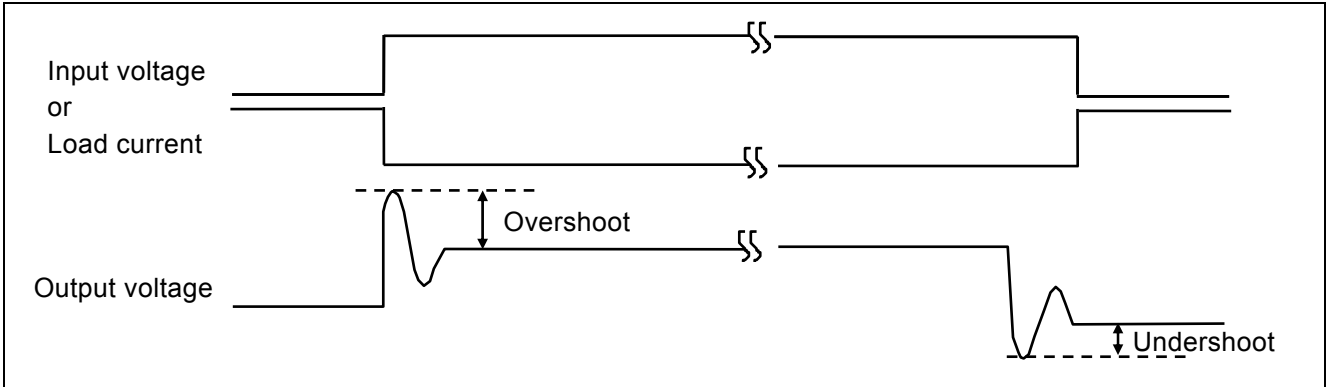 Input voltage
or
Load current
Overshoot
Output voltage
Undershoot